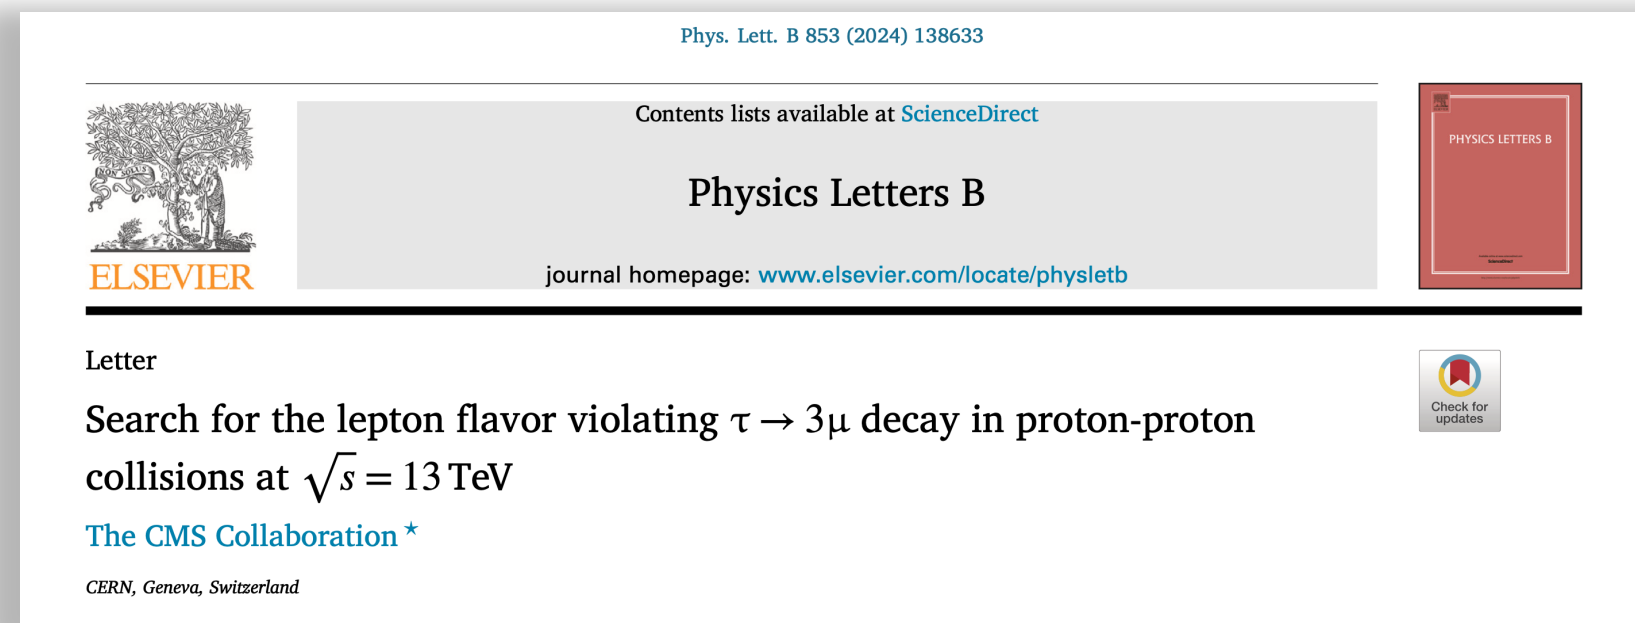 Phys. Lett. B 853 (2024) 138633
Contents lists available at ScienceDirect
Physics Letters B
journal homepage: www.elsevier.com/locate/physletb
NON SOLUS
ELSEVIER
PHYSICS LETTERS B
Letter
Search for the lepton flavor violating τ → 3μ decay in proton-proton
collisions at √s = 13 TeV
Check for
updates
The CMS Collaboration ★
CERN, Geneva, Switzerland